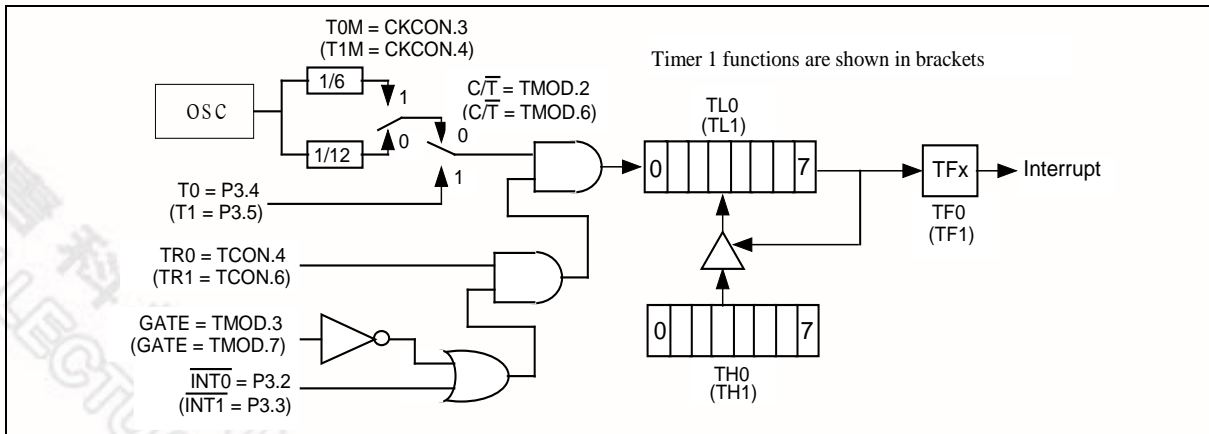 T0M = CKCON.3
(T1M = CKCON.4)
Timer 1 functions are shown in brackets
1/6
OSC
1
C/T̅ = TMOD.2
(C/T̅ = TMOD.6)
TL0
(TL1)
0
0
1/12
0
7
TFx
Interrupt
1
T0 = P3.4
(T1 = P3.5)
TF0
(TF1)
TR0 = TCON.4
(TR1 = TCON.6)
0
7
GATE = TMOD.3
(GATE = TMOD.7)
TH0
(TH1)
I̅N̅T̅0̅ = P3.2
(I̅N̅T̅1̅ = P3.3)